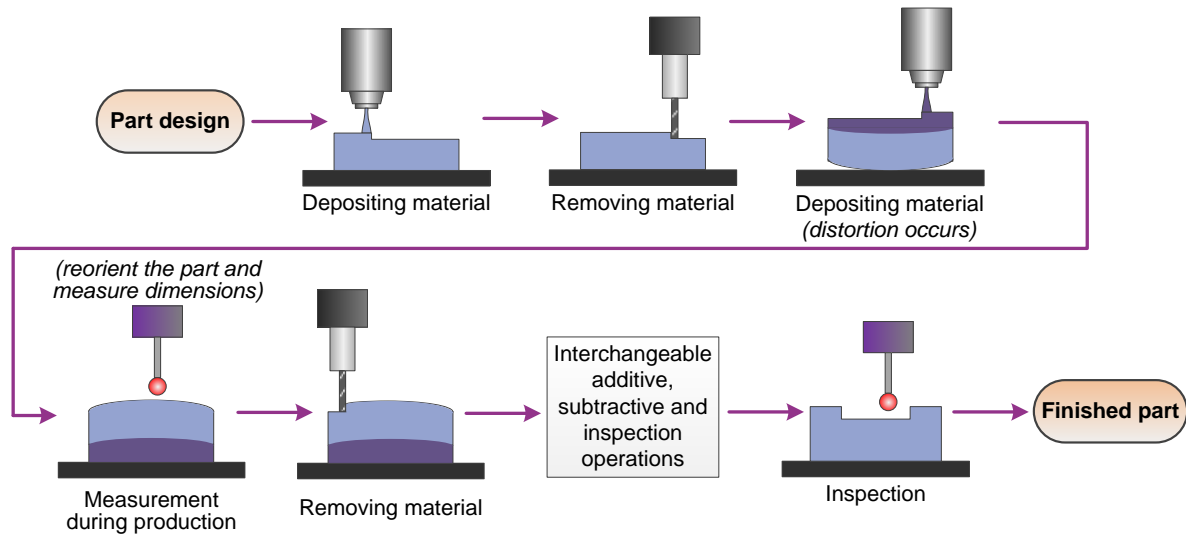 Part design
Depositing material
Removing material
Depositing material
(distortion occurs)
(reorient the part and
measure dimensions)
Measurement
during production
Removing material
Interchangeable
additive,
subtractive and
inspection
operations
Inspection
Finished part